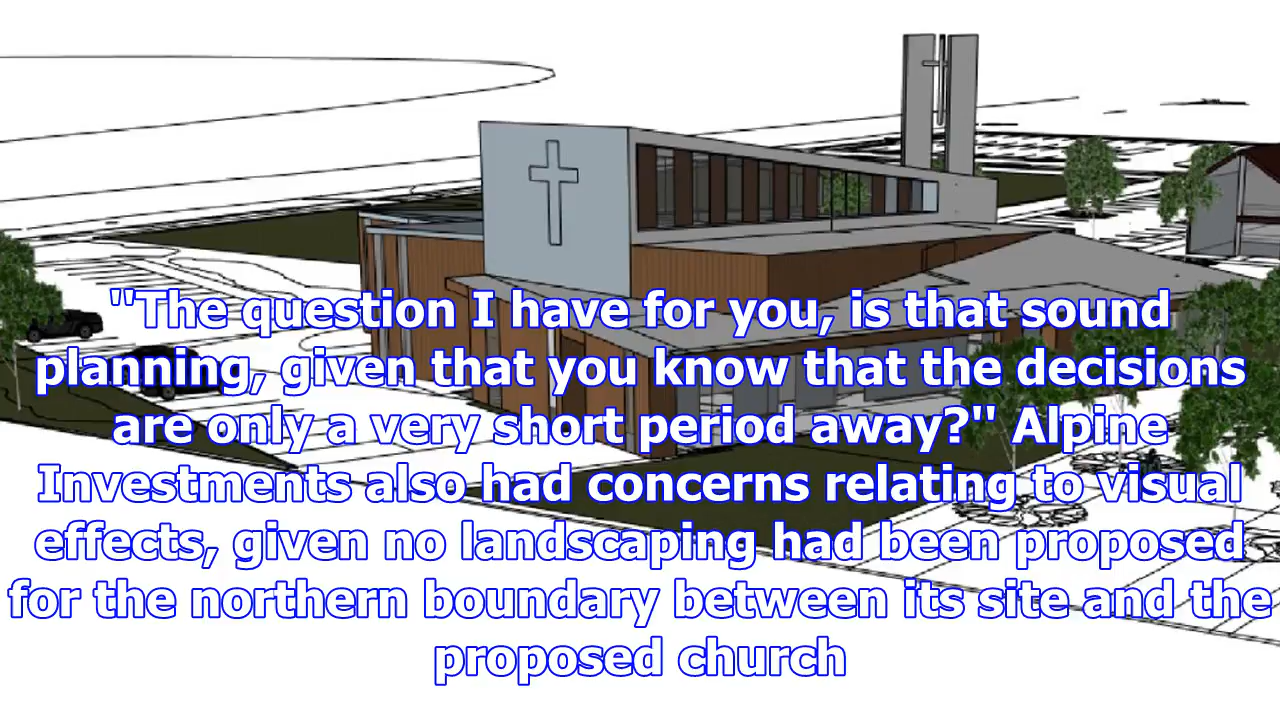 "The question I have for you, is that sound
planning, given that you know that the decisions
are only a very short period away?" Alpine
Investments also had concerns relating to visual
effects, given no landscaping had been proposed
for the northern boundary between its site and the
proposed church